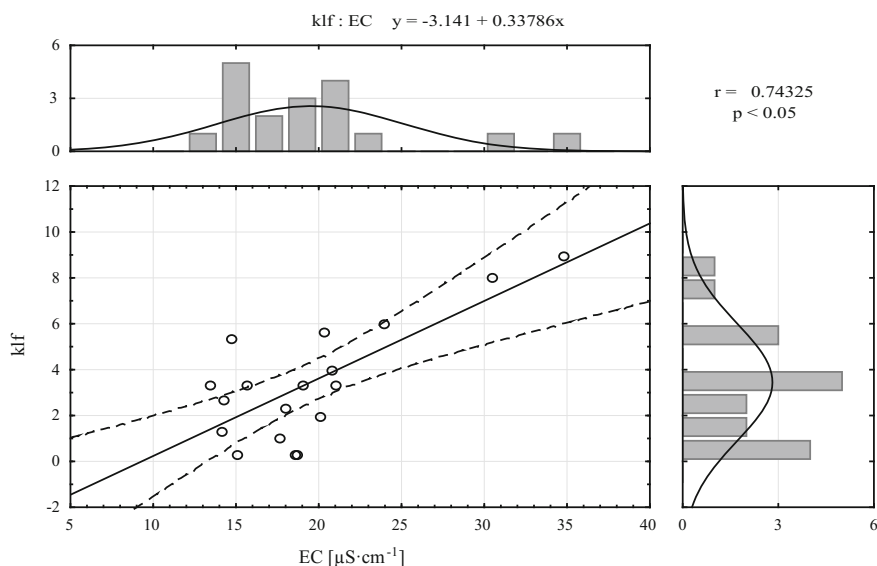 klf : EC y = -3.141 + 0.33786x
6
3
0
r = 0.74325
p < 0.05
12
10
8
6
4
2
0
-2
klf
5 10 15 20 25 30 35 40
EC [µS·cm⁻¹]
0 3 6